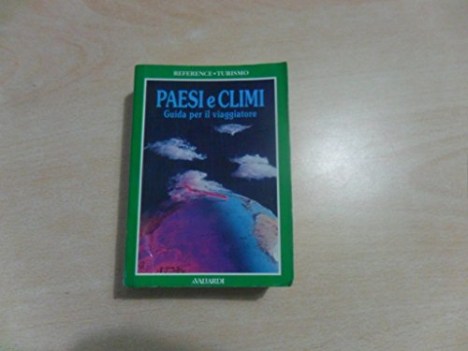 REFERENCE • TURISMO
PAESI e CLIMI
Guida per il viaggiatore
A.VALLARDI